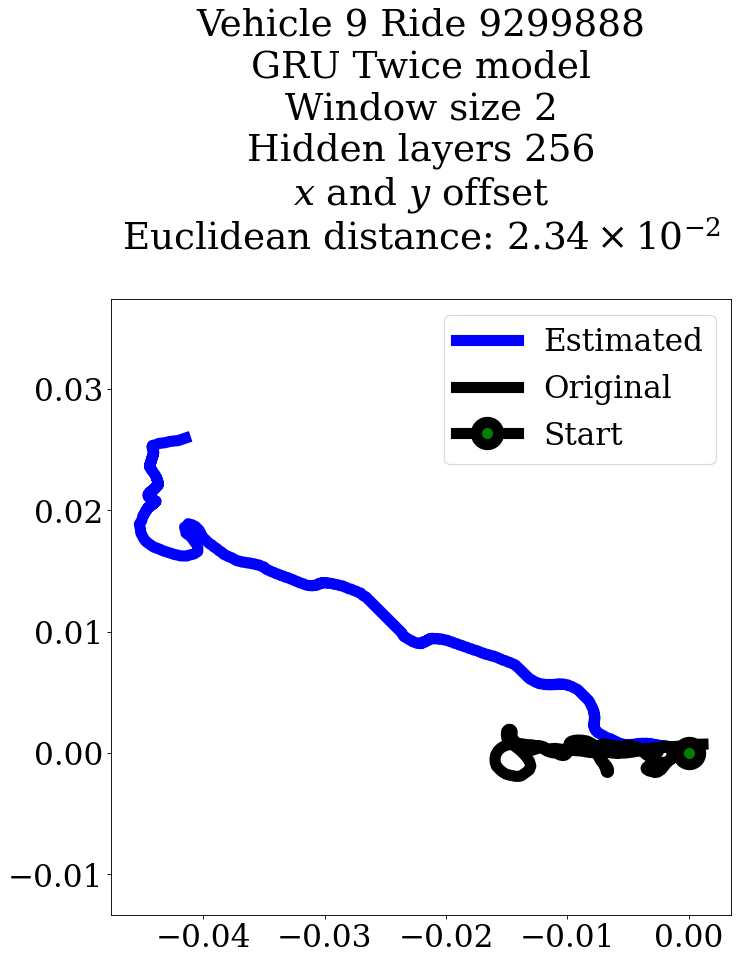 Vehicle 9 Ride 9299888
GRU Twice model
Window size 2
Hidden layers 256
x and y offset
Euclidean distance: 2.34 × 10⁻²
Estimated
Original
Start
0.03
0.02
0.01
0.00
−0.01
−0.04 −0.03 −0.02 −0.01 0.00